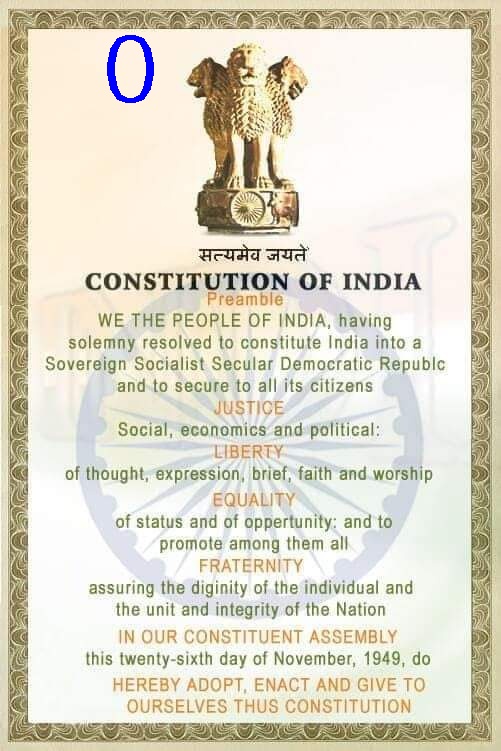 0
सत्यमेव जयते
CONSTITUTION OF INDIA
Preamble
WE THE PEOPLE OF INDIA, having
solemny resolved to constitute India into a
Sovereign Socialist Secular Democratic Republc
and to secure to all its citizens
JUSTICE
Social, economics and political:
LIBERTY
of thought, expression, brief, faith and worship
EQUALITY
of status and of opportunity: and to
promote among them all
FRATERNITY
assuring the diginity of the individual and
the unit and integrity of the Nation
IN OUR CONSTITUENT ASSEMBLY
this twenty-sixth day of November, 1949, do
HEREBY ADOPT, ENACT AND GIVE TO
OURSELVES THUS CONSTITUTION